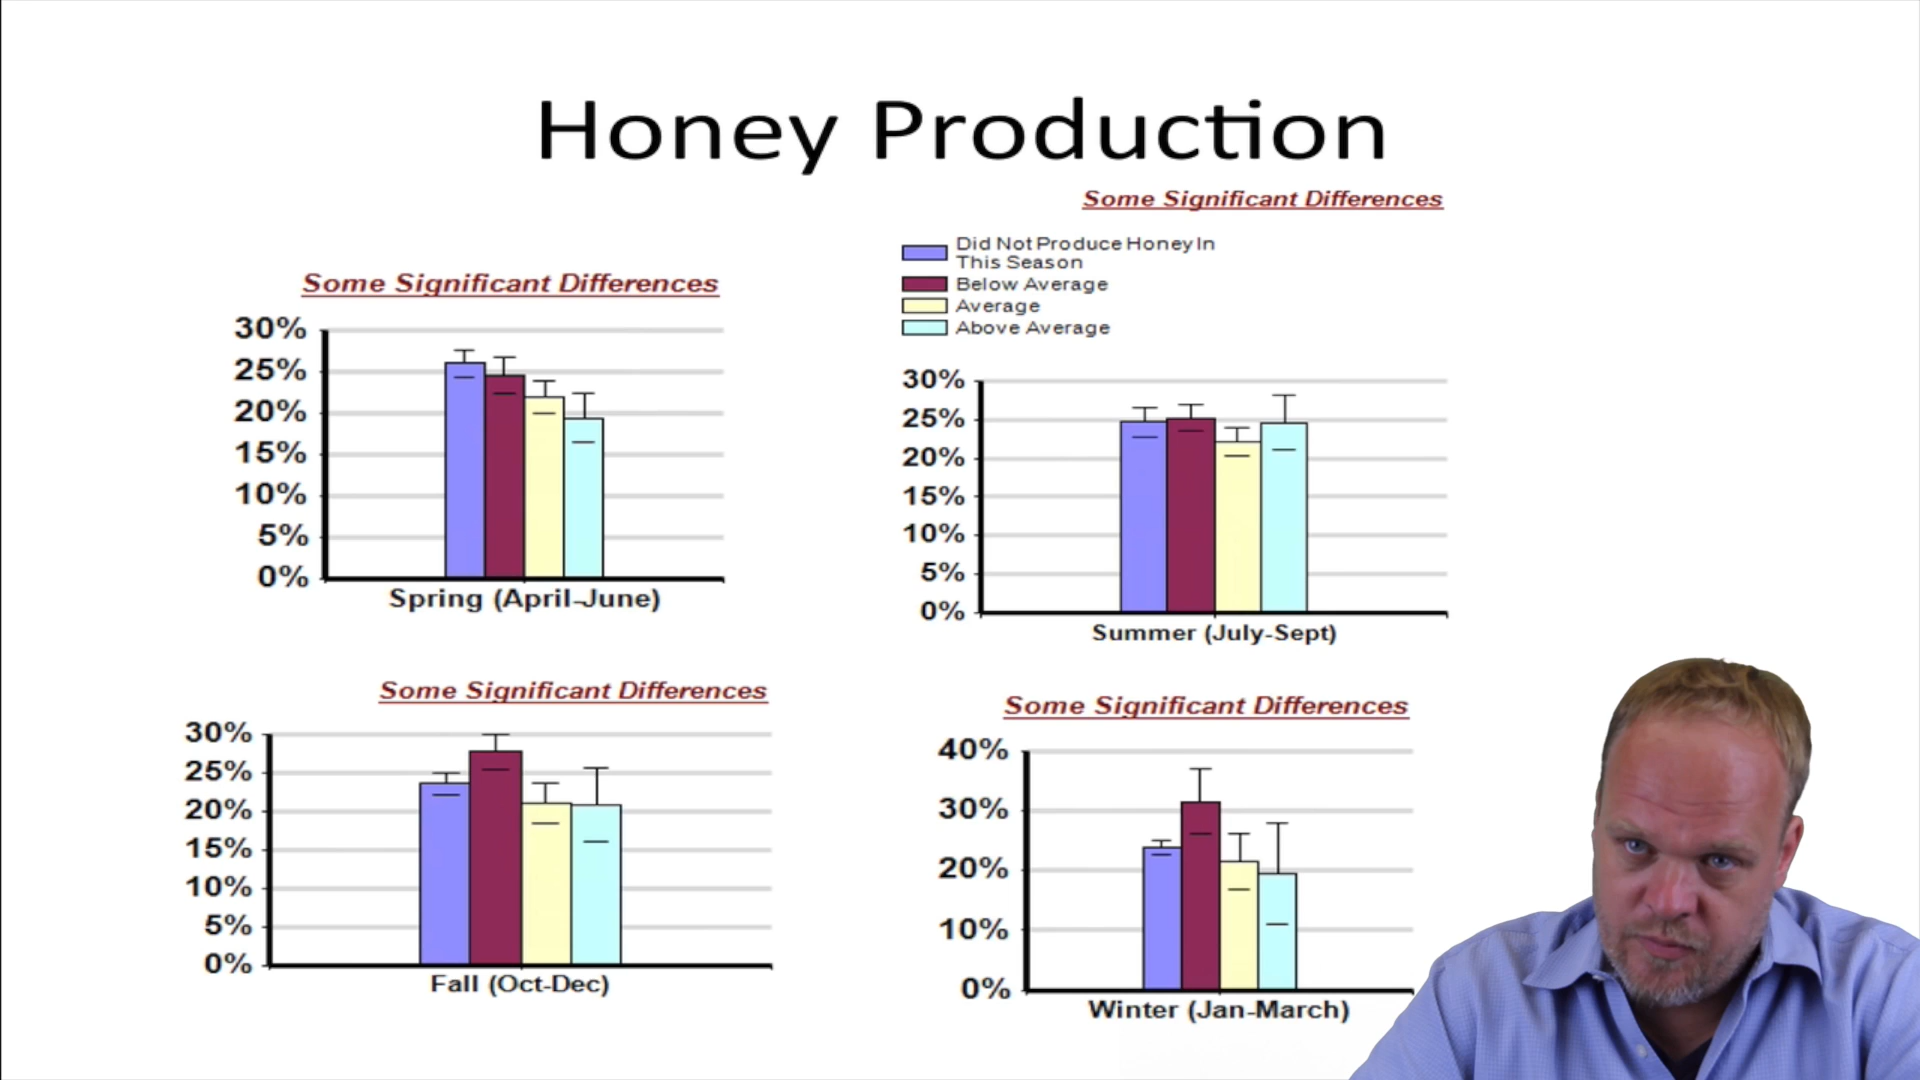 Honey Production
Some Significant Differences
30%
25%
20%
15%
10%
5%
0%
Spring (April-June)
Some Significant Differences
Did Not Produce Honey In
This Season
Below Average
Average
Above Average
30%
25%
20%
15%
10%
5%
0%
Summer (July-Sept)
Some Significant Differences
30%
25%
20%
15%
10%
5%
0%
Fall (Oct-Dec)
Some Significant Differences
40%
30%
20%
10%
0%
Winter (Jan-March)